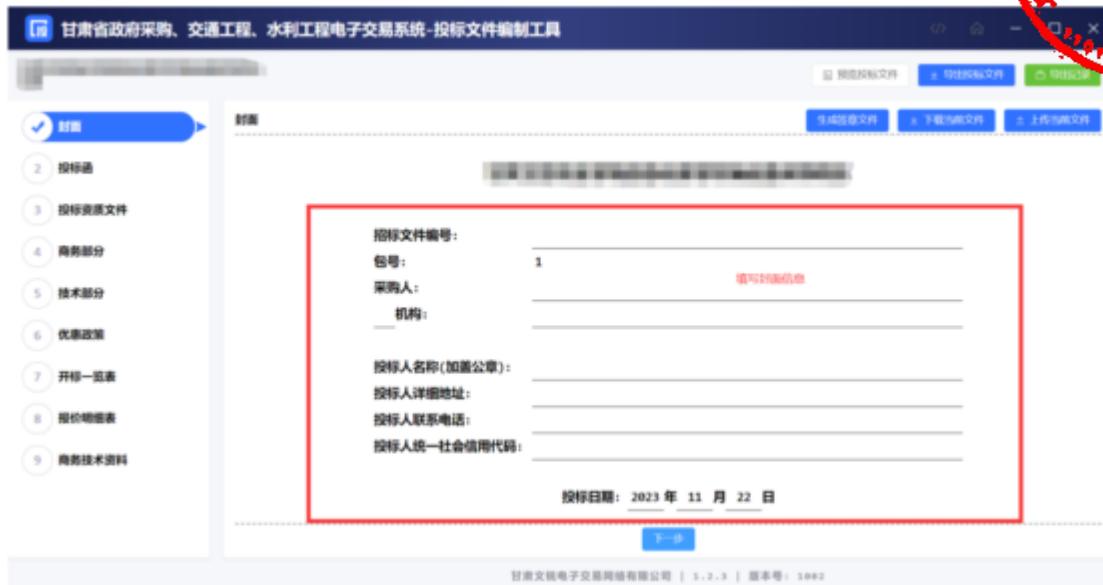 甘肃省政府采购、交通工程、水利工程电子交易系统-投标文件编制工具
预览投标文件 导出投标文件 导出记录
封面
生成签章文件 下载当前文件 上传当前文件
封面
2 投标函
3 投标资质文件
4 商务部分
5 技术部分
6 优惠政策
7 开标一览表
8 报价明细表
9 商务技术资料
招标文件编号:
包号: 1
填写封面信息
采购人:
机构:
投标人名称(加盖公章):
投标人详细地址:
投标人联系电话:
投标人统一社会信用代码:
投标日期: 2023 年 11 月 22 日
下一步
甘肃文锐电子交易网络有限公司 | 1.2.3 | 版本号: 1002